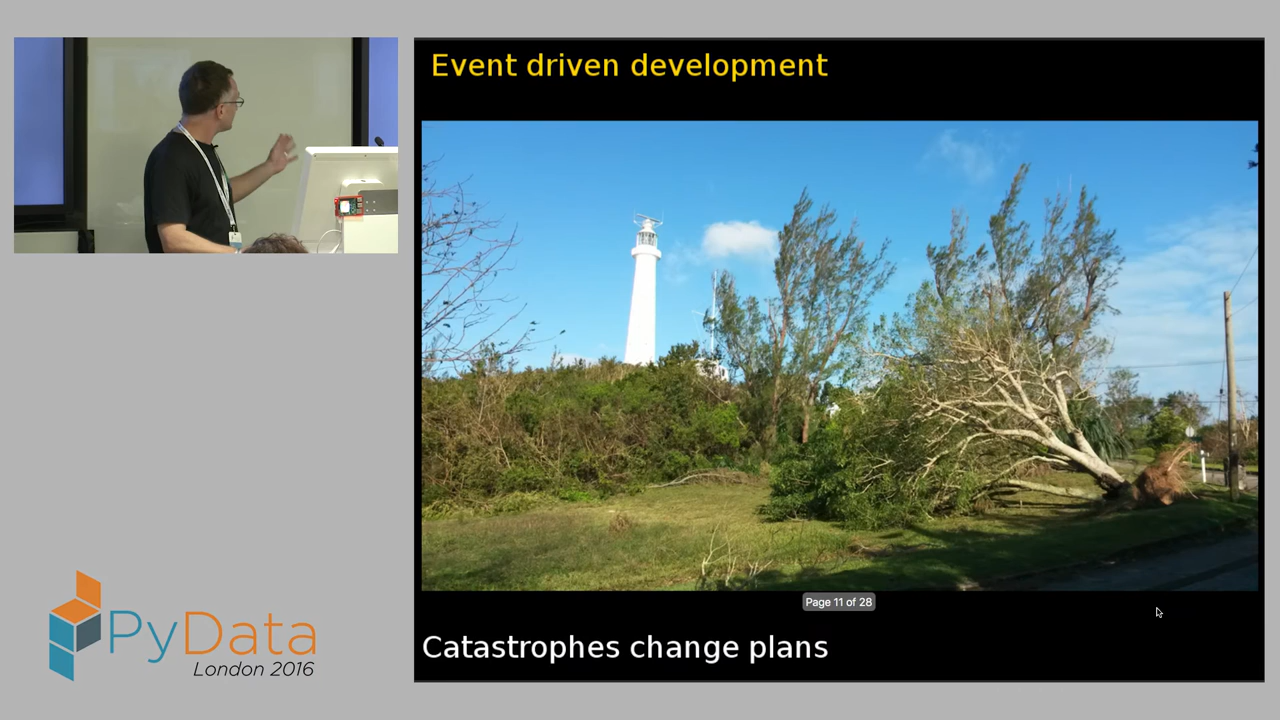 Event driven development
Page 11 of 28
Catastrophes change plans
PyData
London 2016